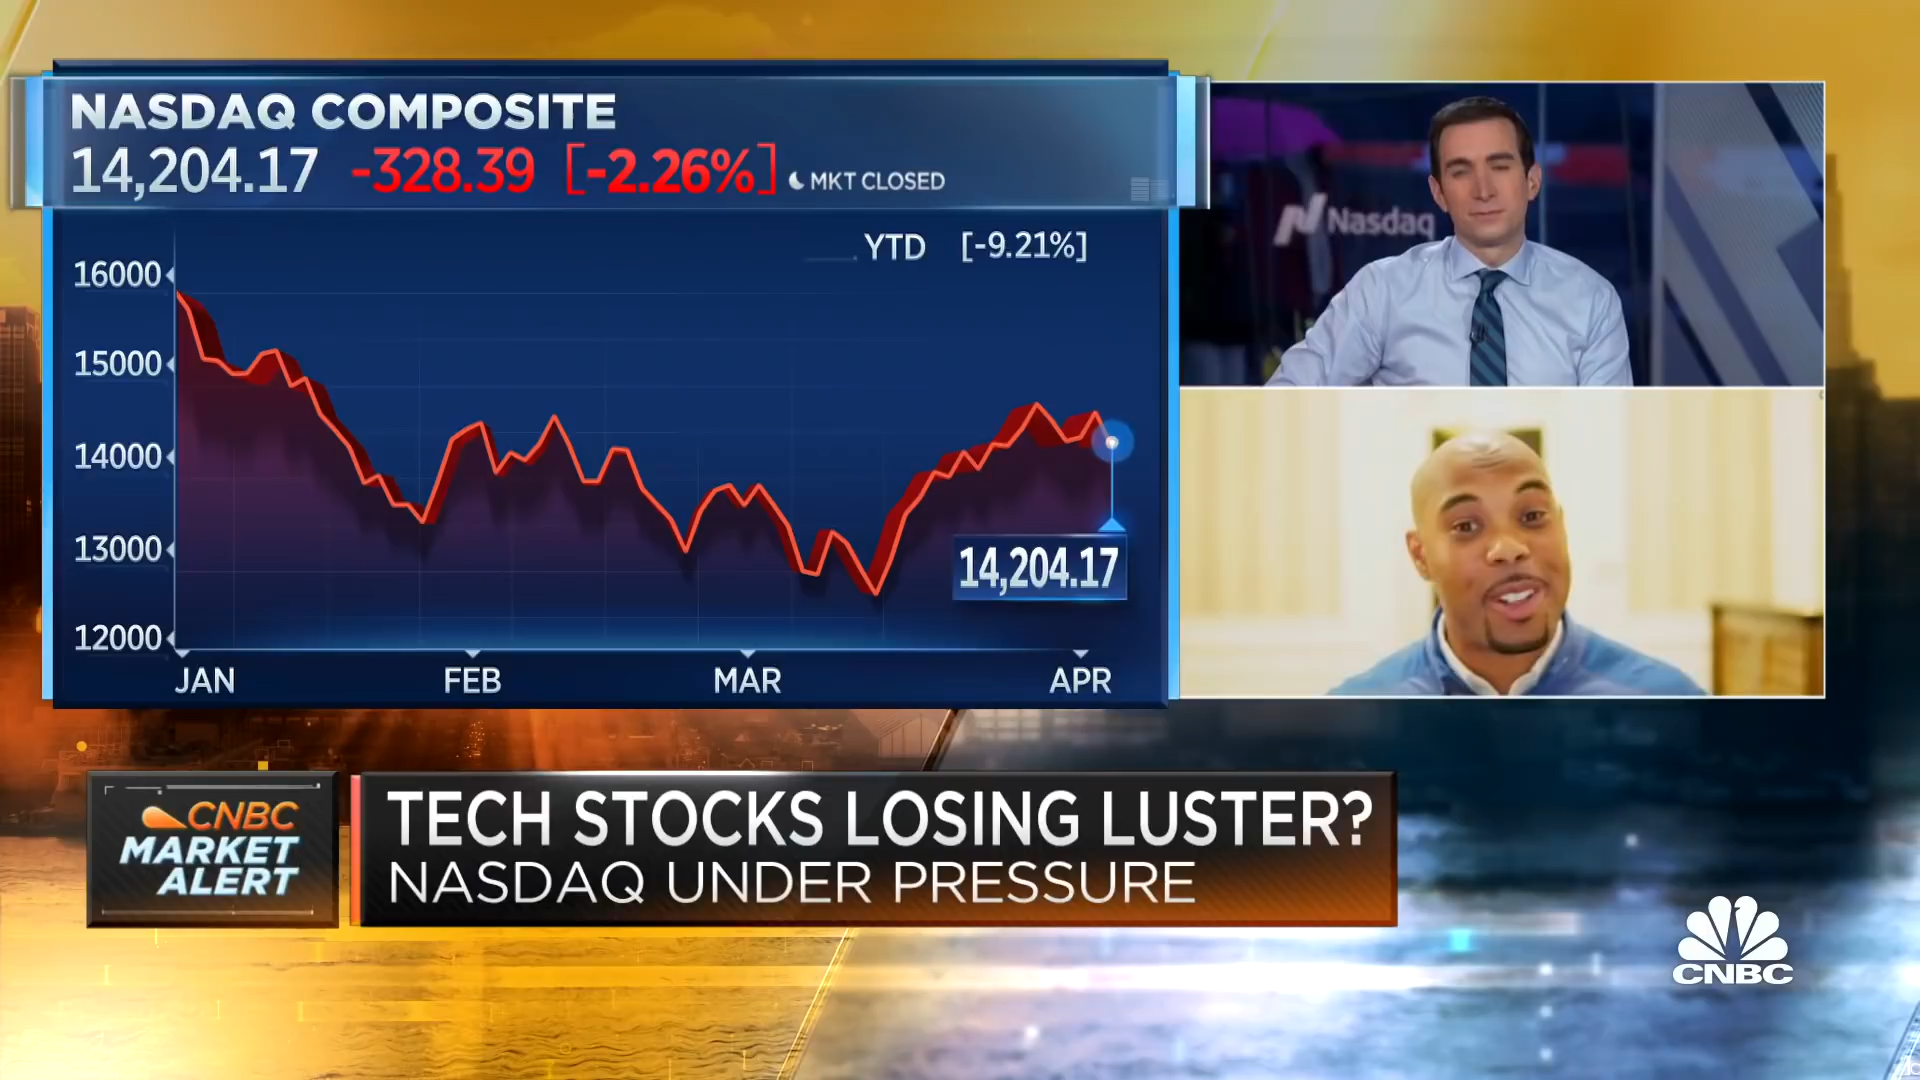 NASDAQ COMPOSITE
14,204.17 -328.39 [-2.26%] MKT CLOSED
YTD [-9.21%]
16000
15000
14000
13000
12000
14,204.17
JAN FEB MAR APR
Nasdaq
CNBC
MARKET
ALERT
TECH STOCKS LOSING LUSTER?
NASDAQ UNDER PRESSURE
CNBC